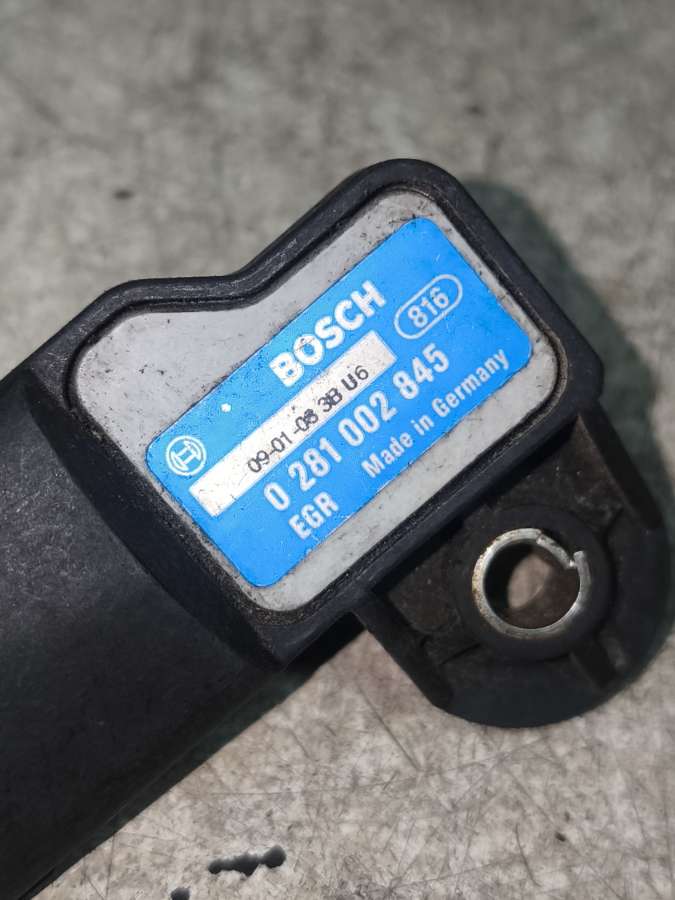 BOSCH
816
09-01-08 3B U6
0 281 002 845
EGR Made in Germany